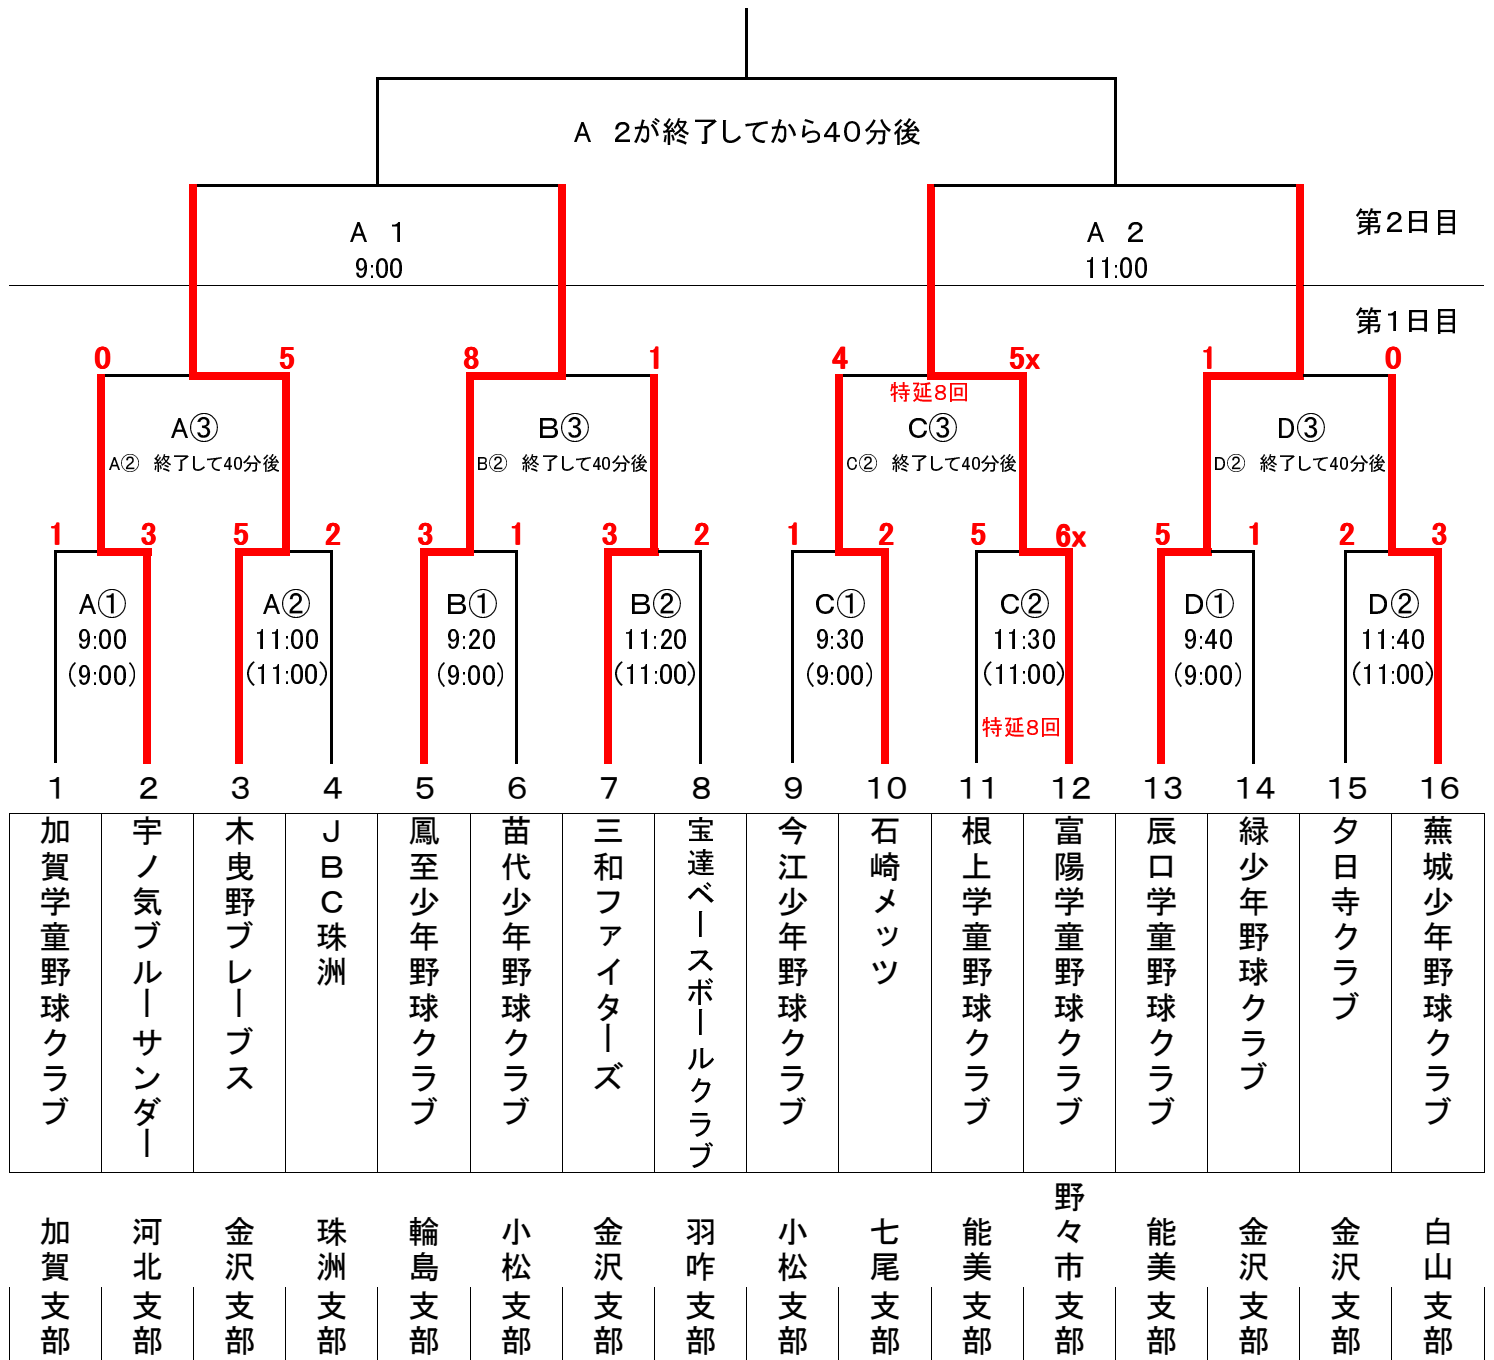 A 2が終了してから40分後
A 1
9:00
A 2
11:00
第2日目
第1日目
0 5 8 1 4 5x 1 0
特延8回
A③ B③ C③ D③
A② 終了して40分後 B② 終了して40分後 C② 終了して40分後 D② 終了して40分後
1 3 5 2 3 1 3 2 1 2 5 6x 5 1 2 3
A① A② B① B② C① C② D① D②
9:00 11:00 9:20 11:20 9:30 11:30 9:40 11:40
(9:00) (11:00) (9:00) (11:00) (9:00) (11:00) (9:00) (11:00)
特延8回
1 2 3 4 5 6 7 8 9 10 11 12 13 14 15 16
加賀学童野球クラブ
宇ノ気ブルーサンダー
木曳野ブレーブス
JBC珠洲
鳳至少年野球クラブ
苗代少年野球クラブ
三和ファイターズ
宝達ベースボールクラブ
今江少年野球クラブ
石崎メッツ
根上学童野球クラブ
富陽学童野球クラブ
辰口学童野球クラブ
緑少年野球クラブ
夕日寺クラブ
蕪城少年野球クラブ
加賀支部
河北支部
金沢支部
珠洲支部
輪島支部
小松支部
金沢支部
羽咋支部
小松支部
七尾支部
能美支部
野々市支部
能美支部
金沢支部
金沢支部
白山支部